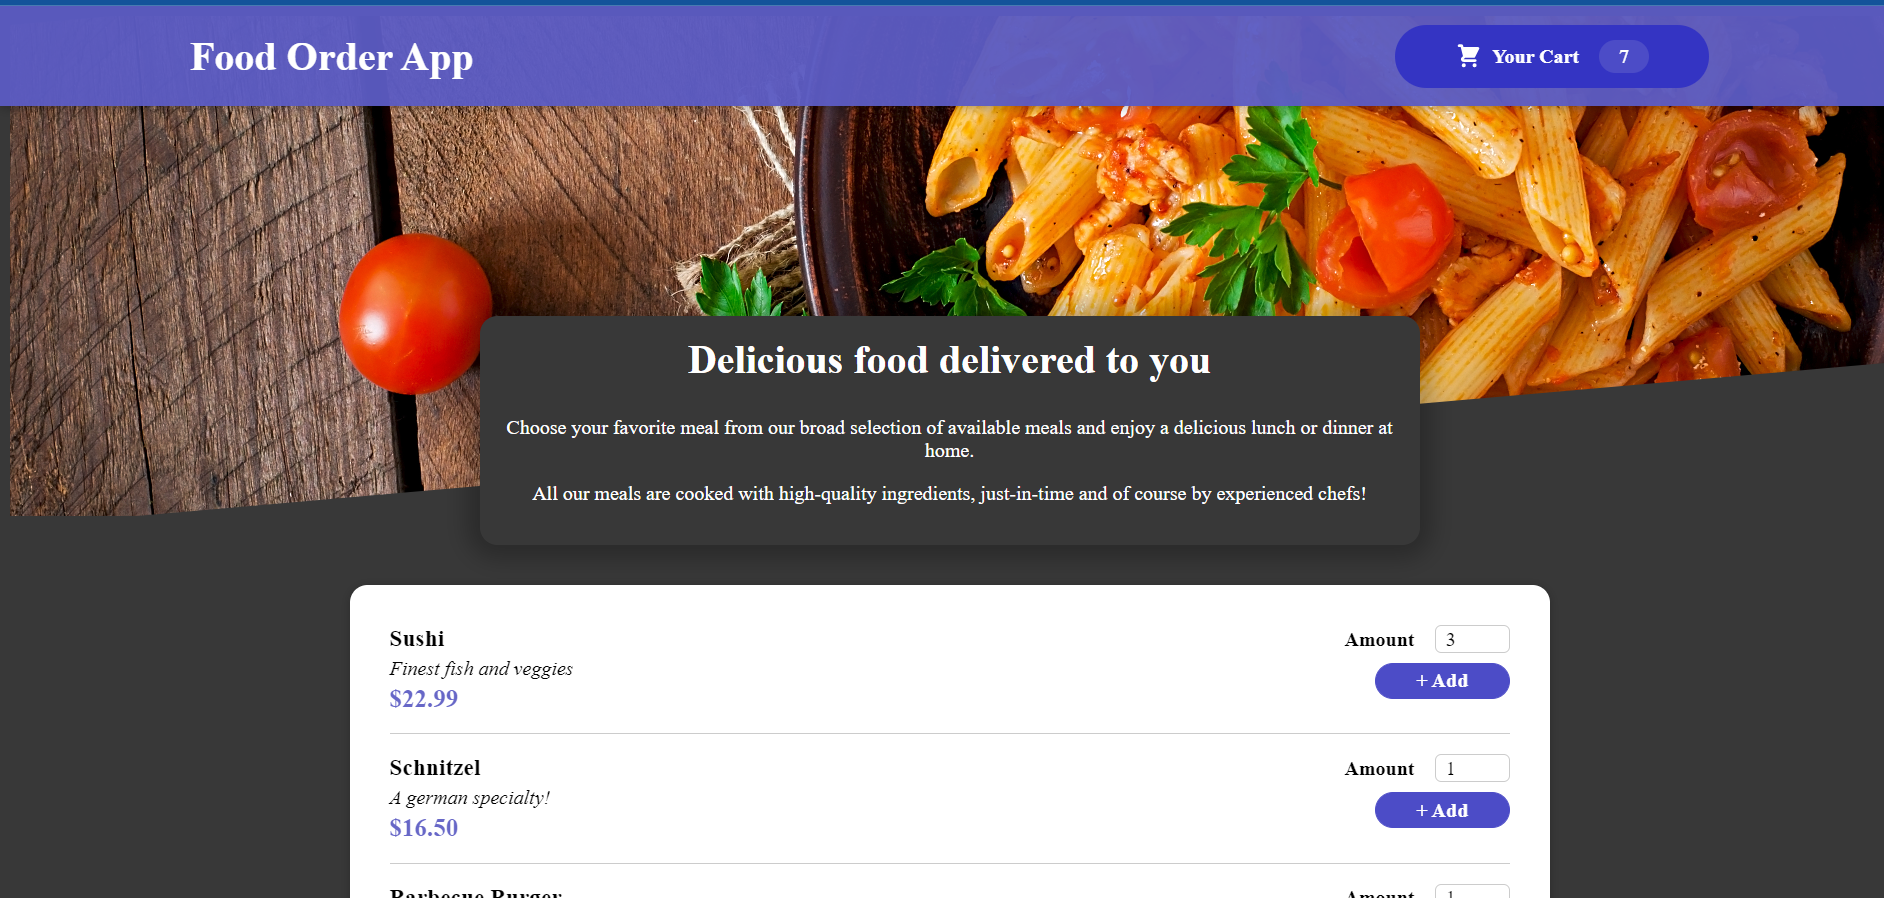 Food Order App
Your Cart 7
Delicious food delivered to you
Choose your favorite meal from our broad selection of available meals and enjoy a delicious lunch or dinner at
home.
All our meals are cooked with high-quality ingredients, just-in-time and of course by experienced chefs!
Sushi
Amount 3
Finest fish and veggies
+ Add
$22.99
Schnitzel
Amount 1
A german specialty!
+ Add
$16.50
Barbecue Burger
Amount 1